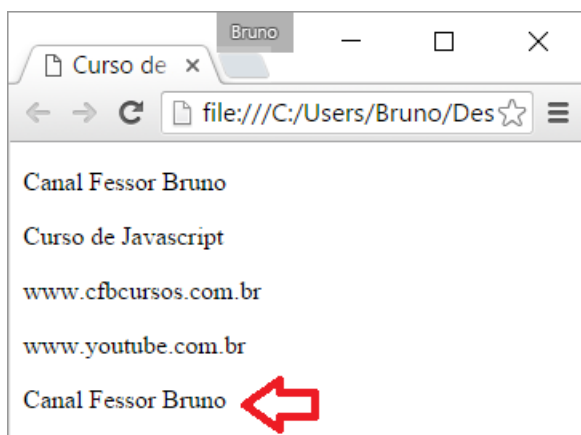 Bruno
Curso de
file:///C:/Users/Bruno/Des
Canal Fessor Bruno
Curso de Javascript
www.cfbcursos.com.br
www.youtube.com.br
Canal Fessor Bruno